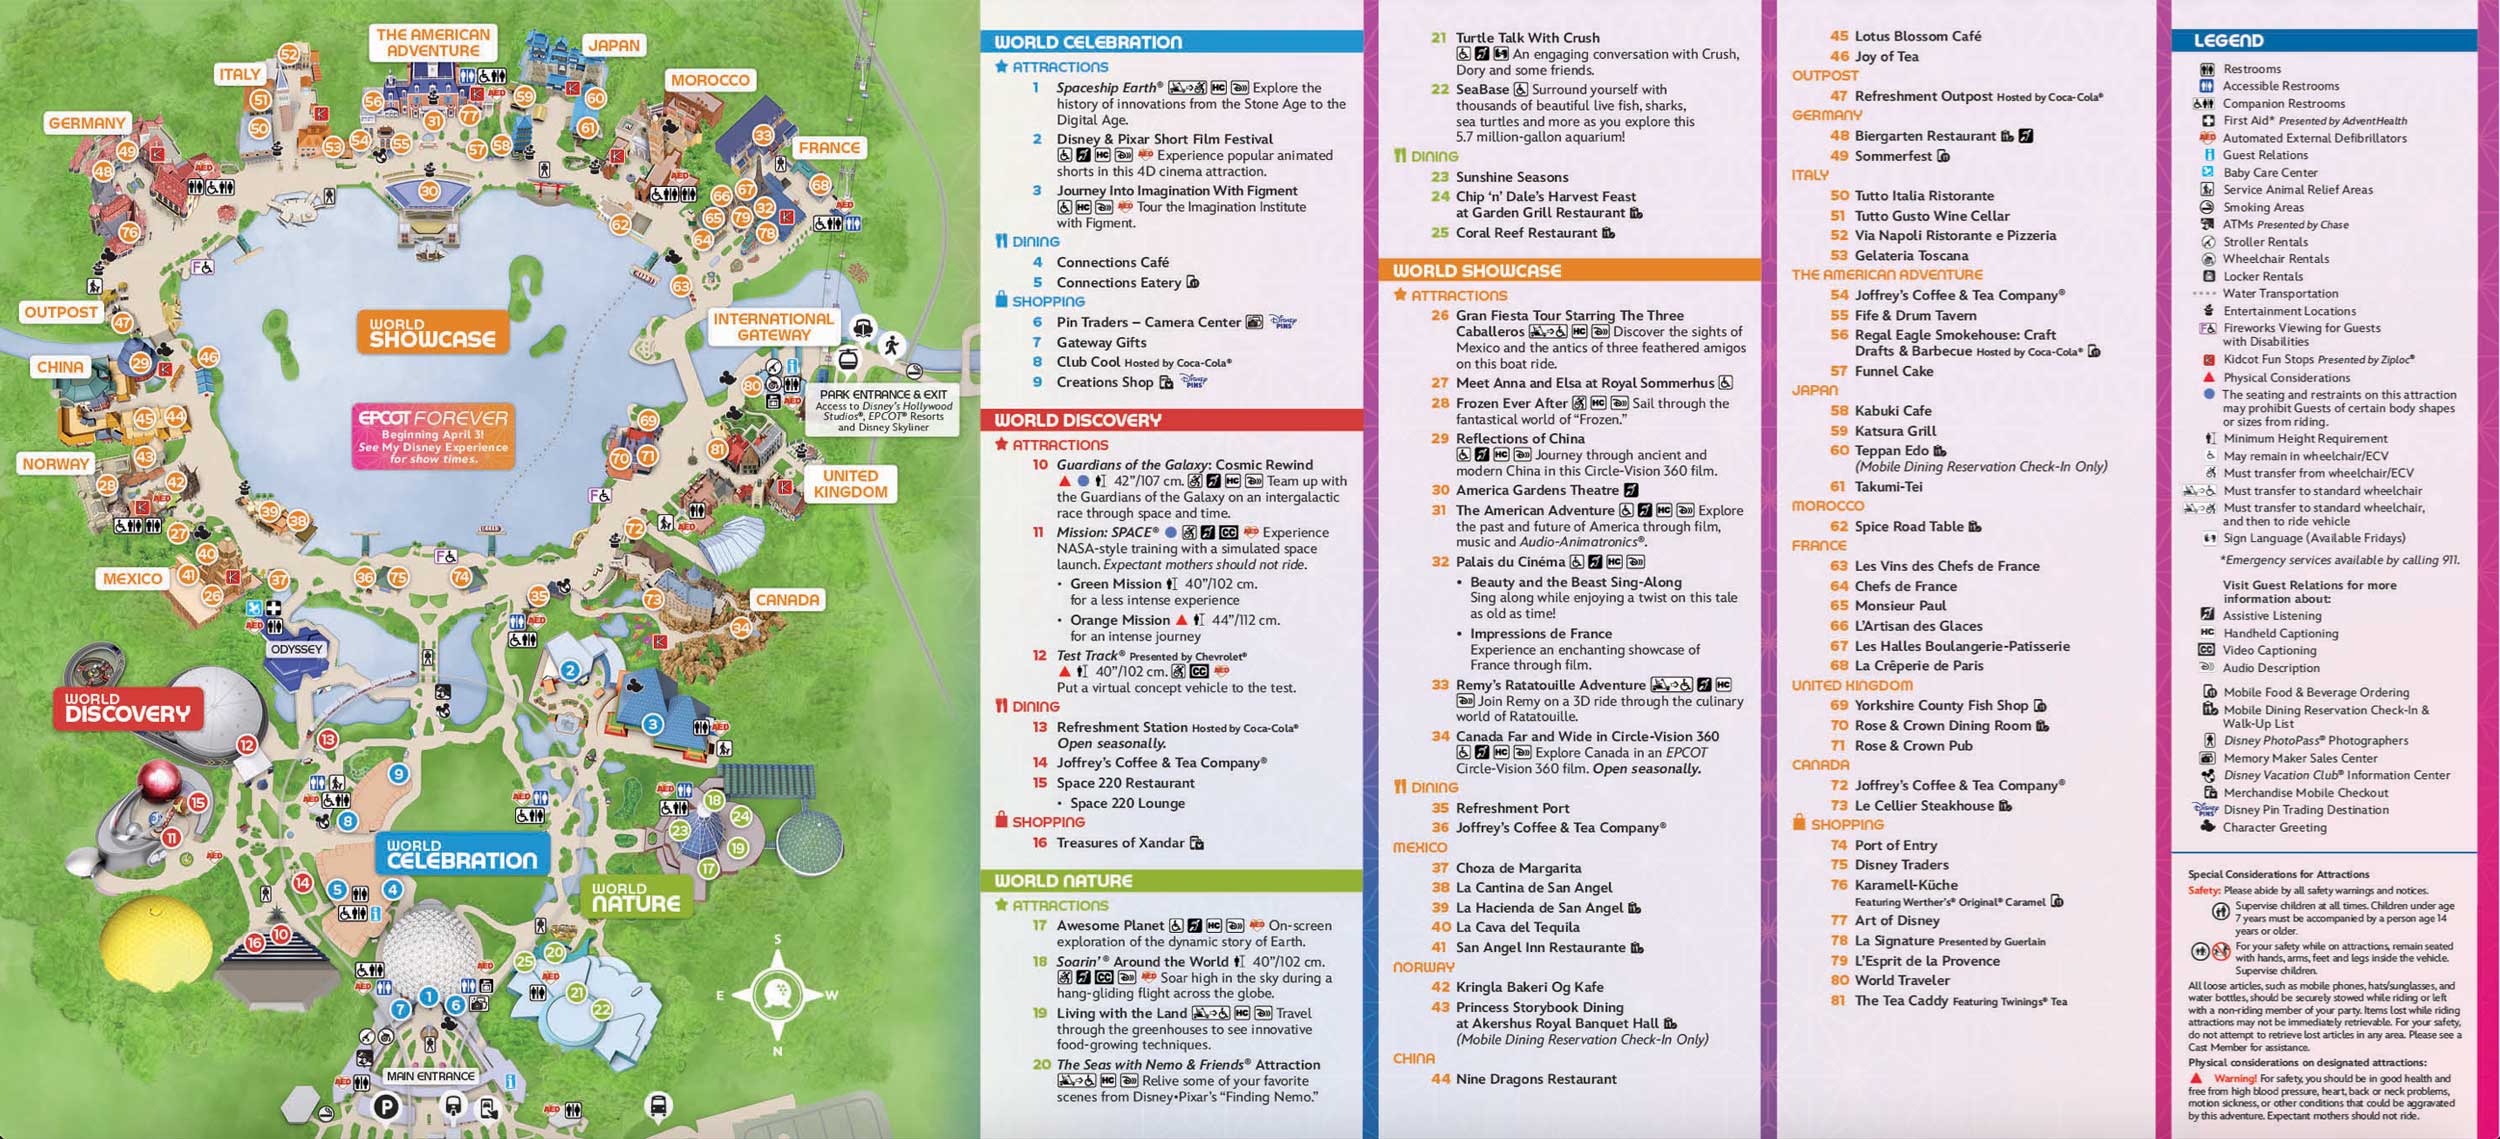 THE AMERICAN
ADVENTURE
JAPAN
ITALY
MOROCCO
GERMANY
FRANCE
OUTPOST
WORLD
SHOWCASE
INTERNATIONAL
GATEWAY
CHINA
PARK ENTRANCE & EXIT
Access to Disney's Hollywood
Studios®, EPCOT® Resorts
and Disney Skyliner
EPCOT FOREVER
Beginning April 3!
See My Disney Experience
for show times.
NORWAY
UNITED
KINGDOM
MEXICO
CANADA
ODYSSEY
WORLD
DISCOVERY
WORLD
CELEBRATION
WORLD
NATURE
S
E
W
N
MAIN ENTRANCE
WORLD CELEBRATION
ATTRACTIONS
1 Spaceship Earth® HC Explore the
history of innovations from the Stone Age to the
Digital Age.
2 Disney & Pixar Short Film Festival
HC AED Experience popular animated
shorts in this 4D cinema attraction.
3 Journey Into Imagination With Figment
HC AED Tour the Imagination Institute
with Figment.
DINING
4 Connections Café
5 Connections Eatery
SHOPPING
6 Pin Traders – Camera Center Disney PINS
7 Gateway Gifts
8 Club Cool Hosted by Coca-Cola®
9 Creations Shop Disney PINS
WORLD DISCOVERY
ATTRACTIONS
10 Guardians of the Galaxy: Cosmic Rewind
42"/107 cm. HC Team up with
the Guardians of the Galaxy on an intergalactic
race through space and time.
11 Mission: SPACE® CC AED Experience
NASA-style training with a simulated space
launch. Expectant mothers should not ride.
• Green Mission 40"/102 cm.
for a less intense experience
• Orange Mission 44"/112 cm.
for an intense journey
12 Test Track® Presented by Chevrolet®
40"/102 cm. CC AED
Put a virtual concept vehicle to the test.
DINING
13 Refreshment Station Hosted by Coca-Cola®
Open seasonally.
14 Joffrey's Coffee & Tea Company®
15 Space 220 Restaurant
• Space 220 Lounge
SHOPPING
16 Treasures of Xandar
WORLD NATURE
ATTRACTIONS
17 Awesome Planet HC AED On-screen
exploration of the dynamic story of Earth.
18 Soarin'® Around the World 40"/102 cm.
CC AED Soar high in the sky during a
hang-gliding flight across the globe.
19 Living with the Land HC Travel
through the greenhouses to see innovative
food-growing techniques.
20 The Seas with Nemo & Friends® Attraction
HC Relive some of your favorite
scenes from Disney•Pixar's "Finding Nemo."
21 Turtle Talk With Crush
An engaging conversation with Crush,
Dory and some friends.
22 SeaBase Surround yourself with
thousands of beautiful live fish, sharks,
sea turtles and more as you explore this
5.7 million-gallon aquarium!
DINING
23 Sunshine Seasons
24 Chip 'n' Dale's Harvest Feast
at Garden Grill Restaurant
25 Coral Reef Restaurant
WORLD SHOWCASE
ATTRACTIONS
26 Gran Fiesta Tour Starring The Three
Caballeros HC Discover the sights of
Mexico and the antics of three feathered amigos
on this boat ride.
27 Meet Anna and Elsa at Royal Sommerhus
28 Frozen Ever After HC Sail through the
fantastical world of "Frozen."
29 Reflections of China
HC Journey through ancient and
modern China in this Circle-Vision 360 film.
30 America Gardens Theatre
31 The American Adventure HC Explore
the past and future of America through film,
music and Audio-Animatronics®.
32 Palais du Cinéma HC
• Beauty and the Beast Sing-Along
Sing along while enjoying a twist on this tale
as old as time!
• Impressions de France
Experience an enchanting showcase of
France through film.
33 Remy's Ratatouille Adventure HC
Join Remy on a 3D ride through the culinary
world of Ratatouille.
34 Canada Far and Wide in Circle-Vision 360
HC Explore Canada in an EPCOT
Circle-Vision 360 film. Open seasonally.
DINING
35 Refreshment Port
36 Joffrey's Coffee & Tea Company®
MEXICO
37 Choza de Margarita
38 La Cantina de San Angel
39 La Hacienda de San Angel
40 La Cava del Tequila
41 San Angel Inn Restaurante
NORWAY
42 Kringla Bakeri Og Kafe
43 Princess Storybook Dining
at Akershus Royal Banquet Hall
(Mobile Dining Reservation Check-In Only)
CHINA
44 Nine Dragons Restaurant
45 Lotus Blossom Café
46 Joy of Tea
OUTPOST
47 Refreshment Outpost Hosted by Coca-Cola®
GERMANY
48 Biergarten Restaurant
49 Sommerfest
ITALY
50 Tutto Italia Ristorante
51 Tutto Gusto Wine Cellar
52 Via Napoli Ristorante e Pizzeria
53 Gelateria Toscana
THE AMERICAN ADVENTURE
54 Joffrey's Coffee & Tea Company®
55 Fife & Drum Tavern
56 Regal Eagle Smokehouse: Craft
Drafts & Barbecue Hosted by Coca-Cola®
57 Funnel Cake
JAPAN
58 Kabuki Cafe
59 Katsura Grill
60 Teppan Edo
(Mobile Dining Reservation Check-In Only)
61 Takumi-Tei
MOROCCO
62 Spice Road Table
FRANCE
63 Les Vins des Chefs de France
64 Chefs de France
65 Monsieur Paul
66 L'Artisan des Glaces
67 Les Halles Boulangerie-Patisserie
68 La Crêperie de Paris
UNITED KINGDOM
69 Yorkshire County Fish Shop
70 Rose & Crown Dining Room
71 Rose & Crown Pub
CANADA
72 Joffrey's Coffee & Tea Company®
73 Le Cellier Steakhouse
SHOPPING
74 Port of Entry
75 Disney Traders
76 Karamell-Küche
Featuring Werther's® Original® Caramel
77 Art of Disney
78 La Signature Presented by Guerlain
79 L'Esprit de la Provence
80 World Traveler
81 The Tea Caddy Featuring Twinings® Tea
LEGEND
Restrooms
Accessible Restrooms
Companion Restrooms
First Aid* Presented by AdventHealth
AED Automated External Defibrillators
Guest Relations
Baby Care Center
Service Animal Relief Areas
Smoking Areas
ATMs Presented by Chase
Stroller Rentals
Wheelchair Rentals
Locker Rentals
Water Transportation
Entertainment Locations
F Fireworks Viewing for Guests
with Disabilities
K Kidcot Fun Stops Presented by Ziploc®
Physical Considerations
The seating and restraints on this attraction
may prohibit Guests of certain body shapes
or sizes from riding.
Minimum Height Requirement
May remain in wheelchair/ECV
Must transfer from wheelchair/ECV
Must transfer to standard wheelchair
Must transfer to standard wheelchair,
and then to ride vehicle
Sign Language (Available Fridays)
*Emergency services available by calling 911.
Visit Guest Relations for more
information about:
Assistive Listening
HC Handheld Captioning
CC Video Captioning
Audio Description
Mobile Food & Beverage Ordering
Mobile Dining Reservation Check-In &
Walk-Up List
Disney PhotoPass® Photographers
Memory Maker Sales Center
Disney Vacation Club® Information Center
Merchandise Mobile Checkout
Disney PINS Disney Pin Trading Destination
Character Greeting
Special Considerations for Attractions
Safety: Please abide by all safety warnings and notices.
Supervise children at all times. Children under age
7 years must be accompanied by a person age 14
years or older.
For your safety while on attractions, remain seated
with hands, arms, feet and legs inside the vehicle.
Supervise children.
All loose articles, such as mobile phones, hats/sunglasses, and
water bottles, should be securely stowed while riding or left
with a non-riding member of your party. Items lost while riding
attractions may not be immediately retrievable. For your safety,
do not attempt to retrieve lost articles in any area. Please see a
Cast Member for assistance.
Physical considerations on designated attractions:
Warning! For safety, you should be in good health and
free from high blood pressure, heart, back or neck problems,
motion sickness, or other conditions that could be aggravated
by this adventure. Expectant mothers should not ride.